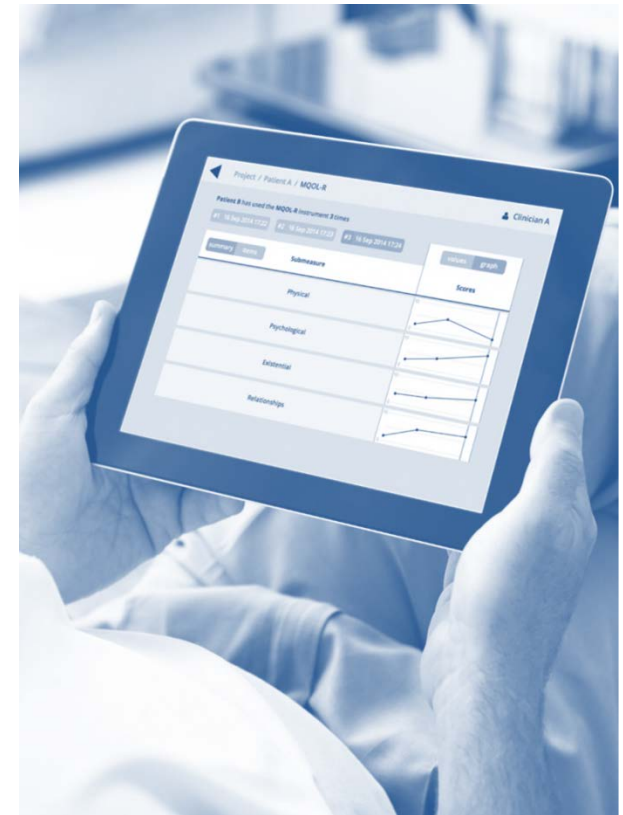 Project / Patient A / MQOL-R
Clinician A
Patient B has used the MQOL-R instrument 3 times
#1 16 Sep 2014 17:22
#2 16 Sep 2014 17:23
#3 16 Sep 2014 17:24
summary items
Submeasure
values graph
Scores
Physical
Psychological
Existential
Relationships